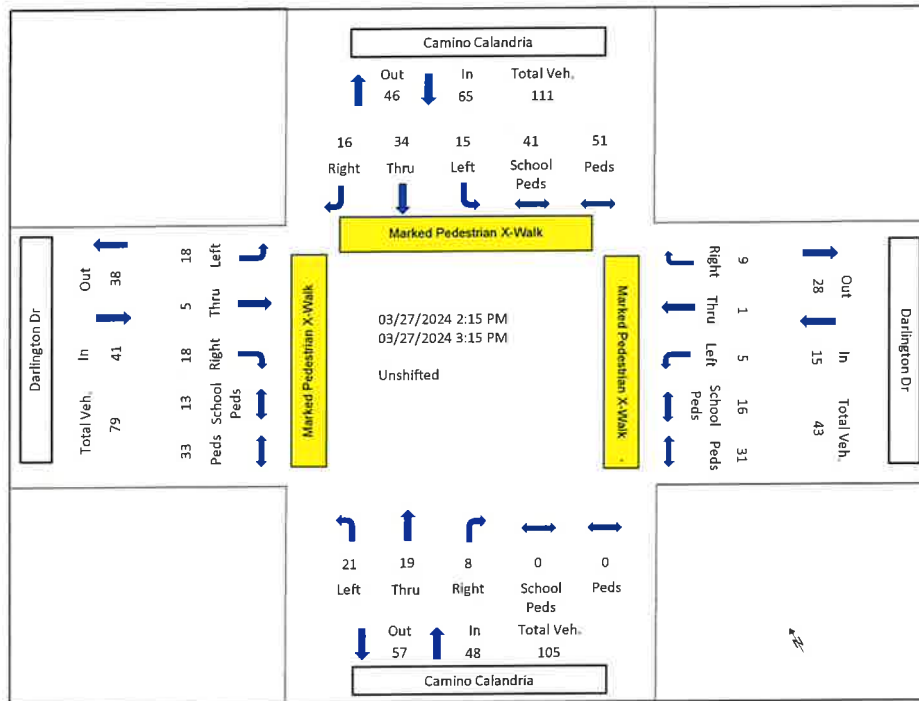 Camino Calandria
Out In Total Veh.
46 65 111
16 34 15 41 51
Right Thru Left School Peds
Peds
Marked Pedestrian X-Walk
Darlington Dr
Out In Total Veh.
38 41 79
18 5 18 13 33
Left Thru Right School Peds
Peds
Marked Pedestrian X-Walk
03/27/2024 2:15 PM
03/27/2024 3:15 PM
Unshifted
Marked Pedestrian X-Walk
Right Thru Left School Peds
Peds
9 1 5 16 31
28 15 43
Out In Total Veh.
Darlington Dr
21 19 8 0 0
Left Thru Right School Peds
Peds
Out In Total Veh.
57 48 105
Camino Calandria
N